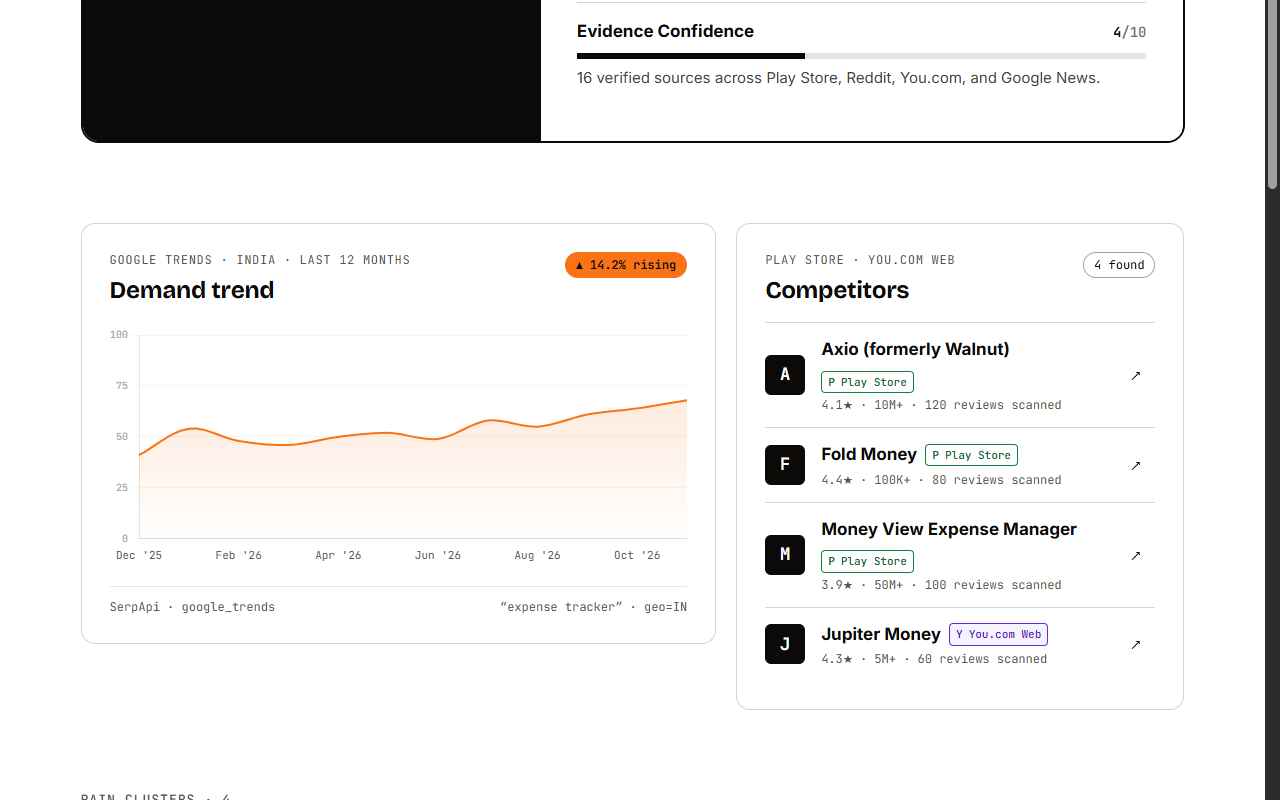 Evidence Confidence
4/10
16 verified sources across Play Store, Reddit, You.com, and Google News.
GOOGLE TRENDS · INDIA · LAST 12 MONTHS
▲ 14.2% rising
Demand trend
100
75
50
25
0
Dec '25 Feb '26 Apr '26 Jun '26 Aug '26 Oct '26
SerpApi · google_trends
“expense tracker” · geo=IN
PLAY STORE · YOU.COM WEB
4 found
Competitors
A
Axio (formerly Walnut)
P Play Store
4.1★ · 10M+ · 120 reviews scanned
↗
F
Fold Money P Play Store
4.4★ · 100K+ · 80 reviews scanned
↗
M
Money View Expense Manager
P Play Store
3.9★ · 50M+ · 100 reviews scanned
↗
J
Jupiter Money Y You.com Web
4.3★ · 5M+ · 60 reviews scanned
↗
PAIN CLUSTERS · 4